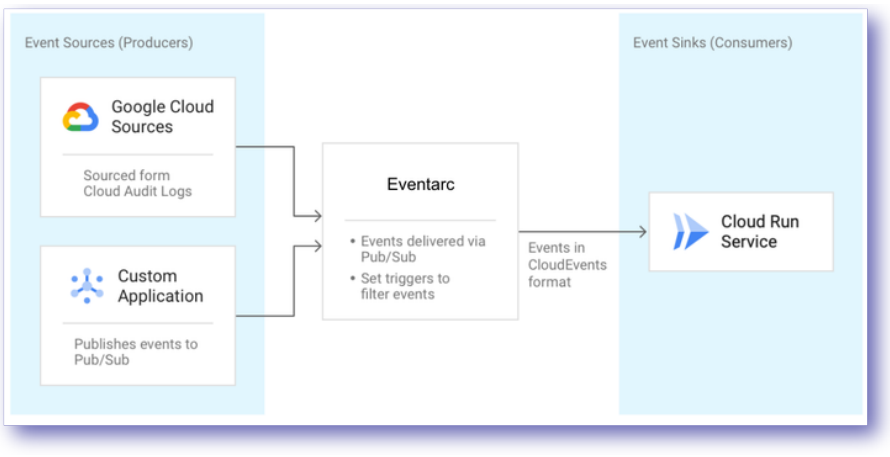 Event Sources (Producers)
Google Cloud
Sources
Sourced form
Cloud Audit Logs
Custom
Application
Publishes events to
Pub/Sub
Eventarc
• Events delivered via
Pub/Sub
• Set triggers to
filter events
Events in
CloudEvents
format
Event Sinks (Consumers)
Cloud Run
Service